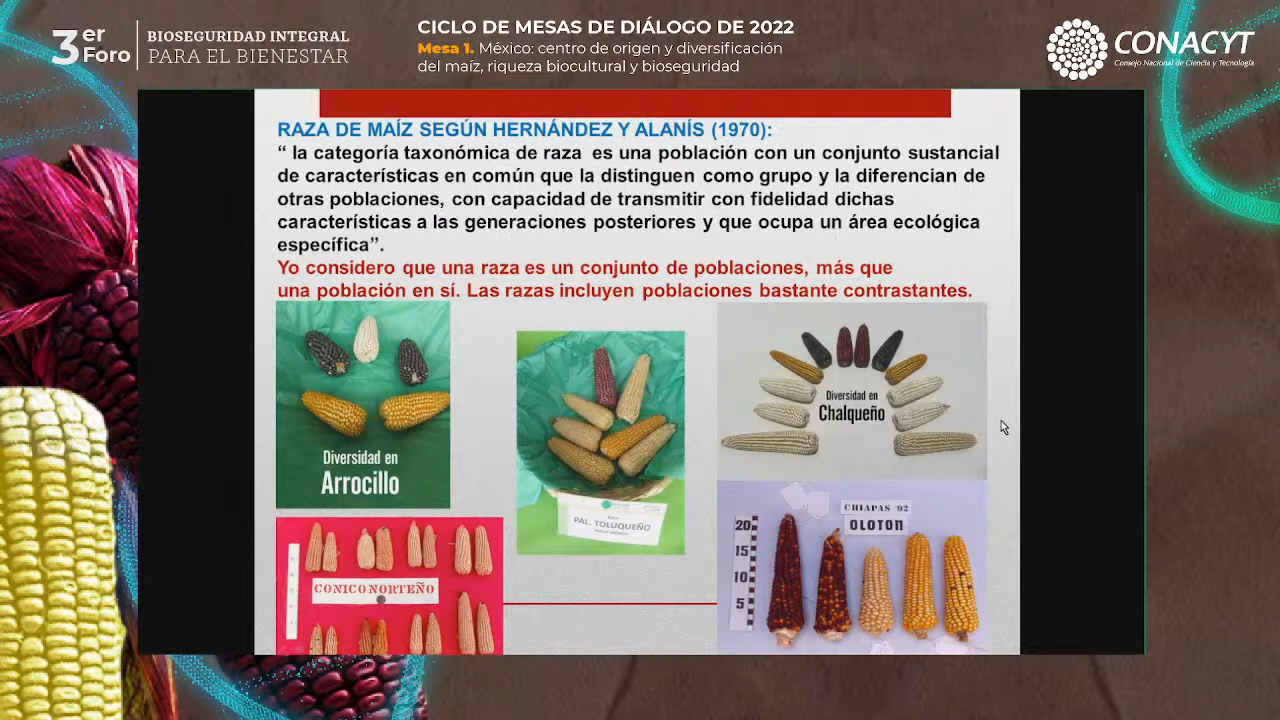 3er Foro
BIOSEGURIDAD INTEGRAL
PARA EL BIENESTAR
CICLO DE MESAS DE DIÁLOGO DE 2022
Mesa 1. México: centro de origen y diversificación
del maíz, riqueza biocultural y bioseguridad
CONACYT
Consejo Nacional de Ciencia y Tecnología
RAZA DE MAÍZ SEGÚN HERNÁNDEZ Y ALANÍS (1970):
“ la categoría taxonómica de raza es una población con un conjunto sustancial
de características en común que la distinguen como grupo y la diferencian de
otras poblaciones, con capacidad de transmitir con fidelidad dichas
características a las generaciones posteriores y que ocupa un área ecológica
específica”.
Yo considero que una raza es un conjunto de poblaciones, más que
una población en sí. Las razas incluyen poblaciones bastante contrastantes.
Diversidad en
Arrocillo
PAL. TOLUQUEÑO
Diversidad en
Chalqueño
CONICO NORTEÑO
CHIAPAS 92
OLOTON
20
15
10
5